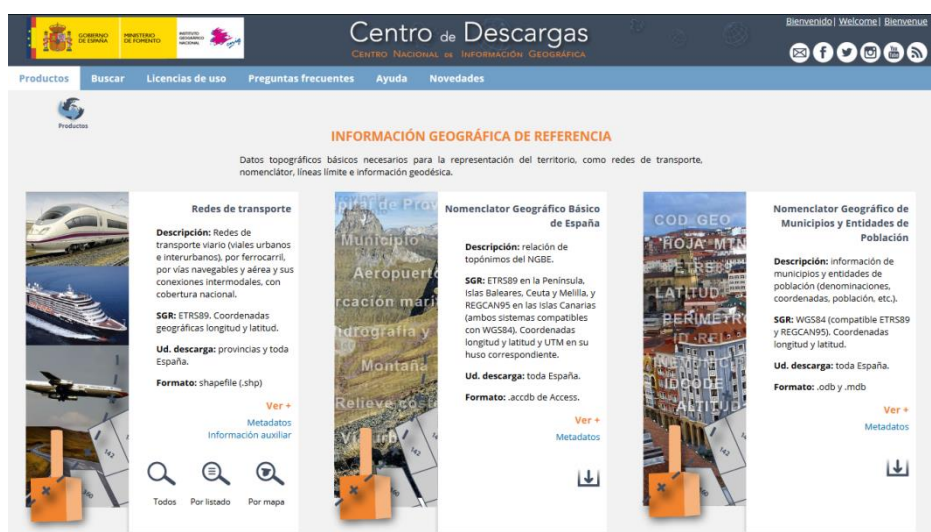 GOBIERNO
DE ESPAÑA
MINISTERIO
DE FOMENTO
INSTITUTO
GEOGRÁFICO
NACIONAL
Centro de Descargas
CENTRO NACIONAL DE INFORMACIÓN GEOGRÁFICA
Bienvenido| Welcome| Bienvenue
Productos Buscar Licencias de uso Preguntas frecuentes Ayuda Novedades
Productos
INFORMACIÓN GEOGRÁFICA DE REFERENCIA
Datos topográficos básicos necesarios para la representación del territorio, como redes de transporte,
nomenclátor, líneas límite e información geodésica.
Redes de transporte
Descripción: Redes de
transporte viario (viales urbanos
e interurbanos), por ferrocarril,
por vías navegables y aérea y sus
conexiones intermodales, con
cobertura nacional.
SGR: ETRS89. Coordenadas
geográficas longitud y latitud.
Ud. descarga: provincias y toda
España.
Formato: shapefile (.shp)
Ver +
Metadatos
Información auxiliar
Todos Por listado Por mapa
Municipio
Aeropuert
Montaña
Nomenclator Geográfico Básico
de España
Descripción: relación de
topónimos del NGBE.
SGR: ETRS89 en la Península,
Islas Baleares, Ceuta y Melilla, y
REGCAN95 en las Islas Canarias
(ambos sistemas compatibles
con WGS84). Coordenadas
longitud y latitud y UTM en su
huso correspondiente.
Ud. descarga: toda España.
Formato: .accdb de Access.
Ver +
Metadatos
COD GEO
HOJA MTN
ETRS89
LATITUD
PERIMETRO
Nomenclator Geográfico de
Municipios y Entidades de
Población
Descripción: información de
municipios y entidades de
población (denominaciones,
coordenadas, población, etc.).
SGR: WGS84 (compatible ETRS89
y REGCAN95). Coordenadas
longitud y latitud.
Ud. descarga: toda España.
Formato: .odb y .mdb
Ver +
Metadatos